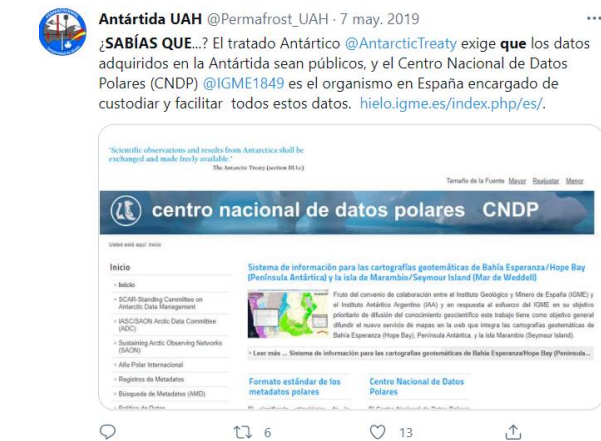 Antártida UAH @Permafrost_UAH · 7 may. 2019
¿SABÍAS QUE...? El tratado Antártico @AntarcticTreaty exige que los datos
adquiridos en la Antártida sean públicos, y el Centro Nacional de Datos
Polares (CNDP) @IGME1849 es el organismo en España encargado de
custodiar y facilitar todos estos datos. hielo.igme.es/index.php/es/.
"Scientific observations and results from Antarctica shall be
exchanged and made freely available."
The Antarctic Treaty (section III.1c)
Tamaño de la Fuente Mayor Reajustar Menor
centro nacional de datos polares CNDP
Usted está aquí: Inicio
Inicio
Inicio
SCAR-Standing Committee on
Antarctic Data Management
IASC/SAON Arctic Data Committee
(ADC)
Sustaining Arctic Observing Networks
(SAON)
Año Polar Internacional
Registros de Metadatos
Búsqueda de Metadatos (AMD)
Política de Datos
Sistema de información para las cartografías geotemáticas de Bahía Esperanza/Hope Bay
(Península Antártica) y la isla de Marambio/Seymour Island (Mar de Weddell)
Fruto del convenio de colaboración entre el Instituto Geológico y Minero de España (IGME) y
el Instituto Antártico Argentino (IAA) y en respuesta al esfuerzo del IGME en su objetivo
prioritario de difusión del conocimiento geocientífico este trabajo tiene como objetivo general
difundir el nuevo servicio de mapas en la web que integra las cartografías geotemáticas de
Bahía Esperanza (Hope Bay), Península Antártica, y la Isla Marambio (Seymour Island).
Leer más ... Sistema de información para las cartografías geotemáticas de Bahía Esperanza/Hope Bay (Península...
Formato estándar de los
metadatos polares
Centro Nacional de Datos
Polares
6
13